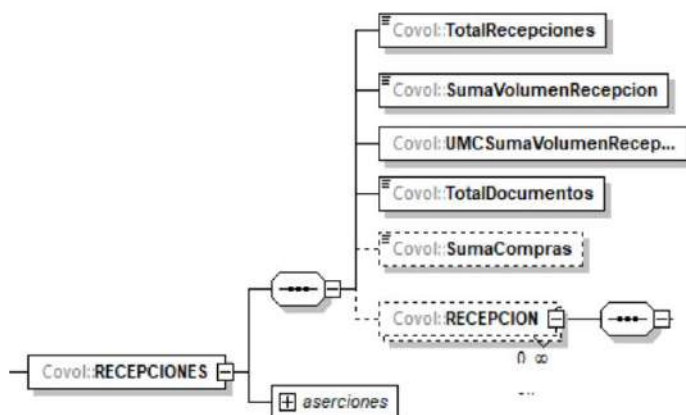 Covol::TotalRecepciones
Covol::SumaVolumenRecepcion
Covol::UMCSumaVolumenRecep...
Covol::TotalDocumentos
Covol::SumaCompras
Covol::RECEPCION
0 ∞
Covol::RECEPCIONES
aserciones